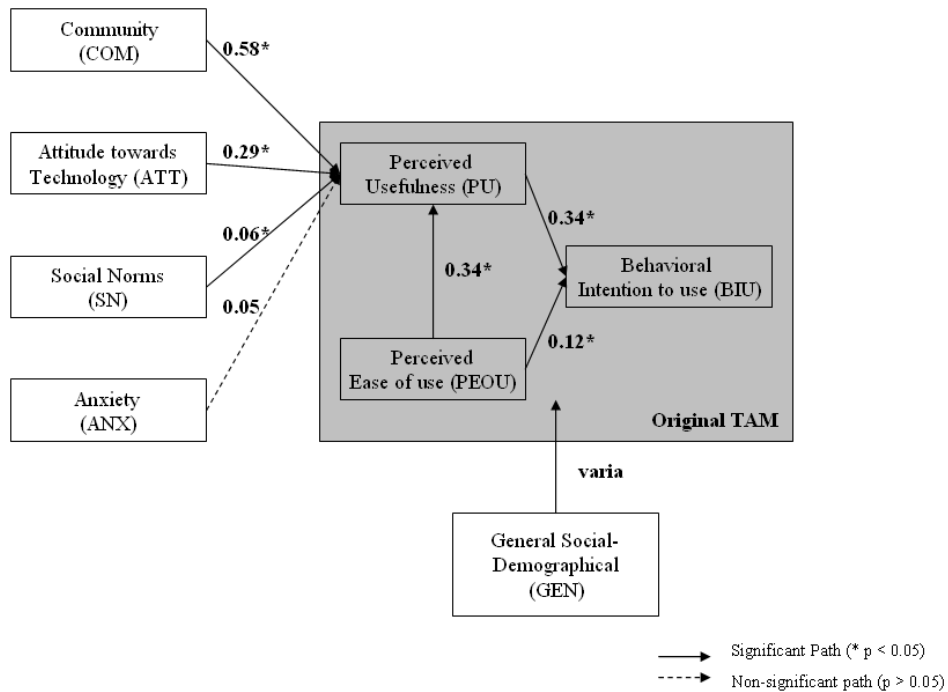 Community
(COM)
0.58*
Attitude towards
Technology (ATT)
0.29*
Perceived
Usefulness (PU)
0.34*
0.06*
Social Norms
(SN)
0.34*
Behavioral
Intention to use (BIU)
0.05
0.12*
Perceived
Ease of use (PEOU)
Anxiety
(ANX)
Original TAM
varia
General Social-
Demographical
(GEN)
Significant Path (* p < 0.05)
Non-significant path (p > 0.05)